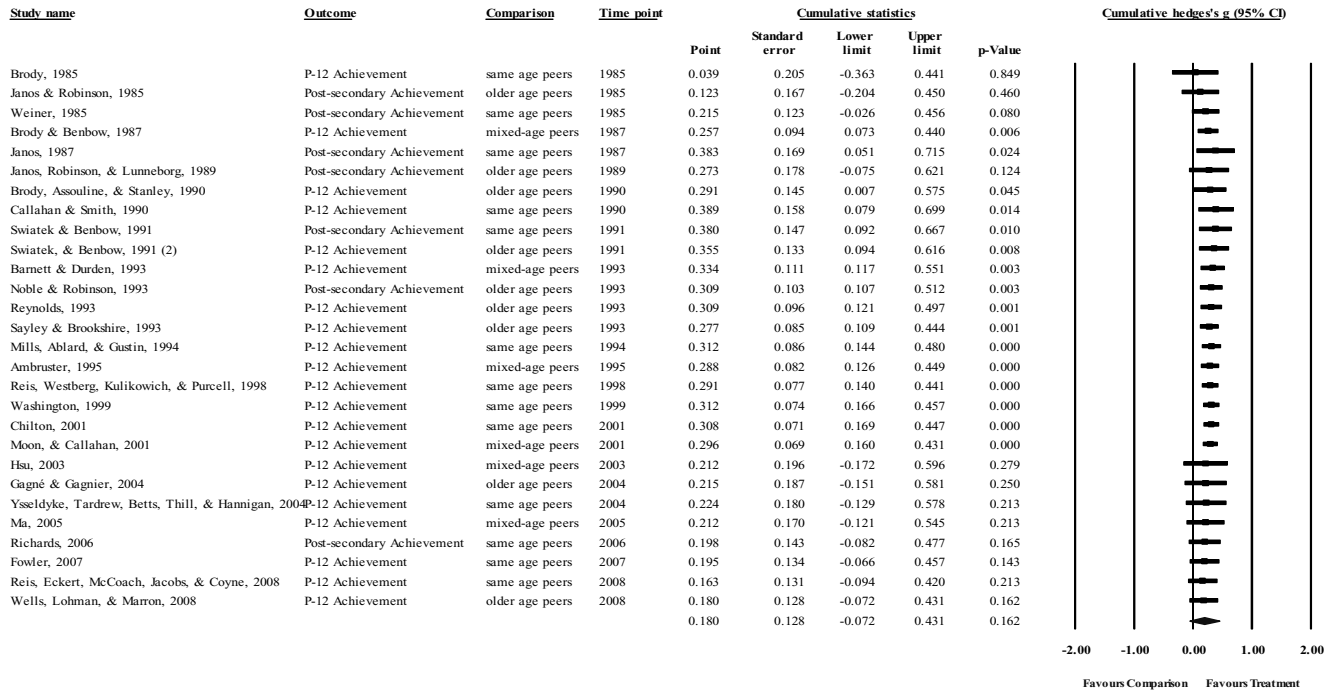 Study name Outcome Comparison Time point Cumulative statistics Cumulative hedges's g (95% CI)
Standard Lower Upper
Point error limit limit p-Value
Brody, 1985 P-12 Achievement same age peers 1985 0.039 0.205 -0.363 0.441 0.849
Janos & Robinson, 1985 Post-secondary Achievement older age peers 1985 0.123 0.167 -0.204 0.450 0.460
Weiner, 1985 Post-secondary Achievement same age peers 1985 0.215 0.123 -0.026 0.456 0.080
Brody & Benbow, 1987 P-12 Achievement mixed-age peers 1987 0.257 0.094 0.073 0.440 0.006
Janos, 1987 Post-secondary Achievement same age peers 1987 0.383 0.169 0.051 0.715 0.024
Janos, Robinson, & Lunneborg, 1989 Post-secondary Achievement older age peers 1989 0.273 0.178 -0.075 0.621 0.124
Brody, Assouline, & Stanley, 1990 P-12 Achievement older age peers 1990 0.291 0.145 0.007 0.575 0.045
Callahan & Smith, 1990 P-12 Achievement same age peers 1990 0.389 0.158 0.079 0.699 0.014
Swiatek & Benbow, 1991 Post-secondary Achievement same age peers 1991 0.380 0.147 0.092 0.667 0.010
Swiatek, & Benbow, 1991 (2) P-12 Achievement older age peers 1991 0.355 0.133 0.094 0.616 0.008
Barnett & Durden, 1993 P-12 Achievement mixed-age peers 1993 0.334 0.111 0.117 0.551 0.003
Noble & Robinson, 1993 Post-secondary Achievement older age peers 1993 0.309 0.103 0.107 0.512 0.003
Reynolds, 1993 P-12 Achievement older age peers 1993 0.309 0.096 0.121 0.497 0.001
Sayley & Brookshire, 1993 P-12 Achievement older age peers 1993 0.277 0.085 0.109 0.444 0.001
Mills, Ablard, & Gustin, 1994 P-12 Achievement same age peers 1994 0.312 0.086 0.144 0.480 0.000
Ambruster, 1995 P-12 Achievement mixed-age peers 1995 0.288 0.082 0.126 0.449 0.000
Reis, Westberg, Kulikowich, & Purcell, 1998 P-12 Achievement same age peers 1998 0.291 0.077 0.140 0.441 0.000
Washington, 1999 P-12 Achievement same age peers 1999 0.312 0.074 0.166 0.457 0.000
Chilton, 2001 P-12 Achievement same age peers 2001 0.308 0.071 0.169 0.447 0.000
Moon, & Callahan, 2001 P-12 Achievement mixed-age peers 2001 0.296 0.069 0.160 0.431 0.000
Hsu, 2003 P-12 Achievement mixed-age peers 2003 0.212 0.196 -0.172 0.596 0.279
Gagné & Gagnier, 2004 P-12 Achievement older age peers 2004 0.215 0.187 -0.151 0.581 0.250
Ysseldyke, Tardrew, Betts, Thill, & Hannigan, 2004 P-12 Achievement same age peers 2004 0.224 0.180 -0.129 0.578 0.213
Ma, 2005 P-12 Achievement mixed-age peers 2005 0.212 0.170 -0.121 0.545 0.213
Richards, 2006 Post-secondary Achievement same age peers 2006 0.198 0.143 -0.082 0.477 0.165
Fowler, 2007 P-12 Achievement same age peers 2007 0.195 0.134 -0.066 0.457 0.143
Reis, Eckert, McCoach, Jacobs, & Coyne, 2008 P-12 Achievement same age peers 2008 0.163 0.131 -0.094 0.420 0.213
Wells, Lohman, & Marron, 2008 P-12 Achievement older age peers 2008 0.180 0.128 -0.072 0.431 0.162
0.180 0.128 -0.072 0.431 0.162
-2.00 -1.00 0.00 1.00 2.00
Favours Comparison Favours Treatment